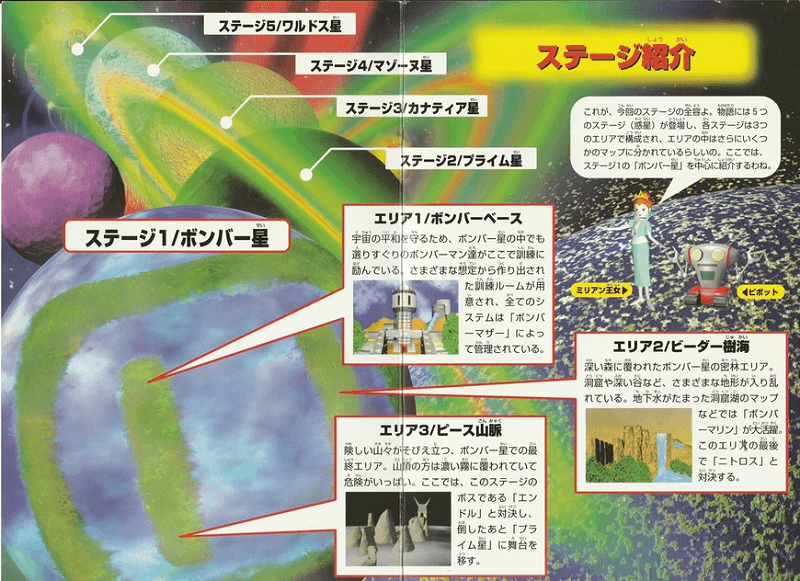 ステージ5/ワルドス星
ステージ4/マゾーヌ星
ステージ3/カナティア星
ステージ2/プライム星
ステージ紹介
これが、今回のステージの全容よ。物語には5つ
のステージ（惑星）が登場し、各ステージは3つ
のエリアで構成され、エリアの中はさらにいくつ
かのマップに分かれているらしいの。ここでは、
ステージ1の「ボンバー星」を中心に紹介するわね。
ミリアン王女
ピボット
ステージ1/ボンバー星
エリア1/ボンバーベース
宇宙の平和を守るため、ボンバー星の中でも
選りすぐりのボンバーマン達がここで訓練に
励んでいる。さまざまな想定から作り出され
た訓練ルームが用
意され、全てのシ
ステムは「ボンバ
ーマザー」によっ
て管理されている。
エリア2/ビーダー樹海
深い森に覆われたボンバー星の密林エリア。
洞窟や深い谷など、さまざまな地形が入り乱
れている。地下水がたまった洞窟湖のマップ
などでは「ボンバ
ーマリン」が大活躍。
このエリアの最後
で「ニトロス」と
対決する。
エリア3/ピース山脈
険しい山々がそびえ立つ、ボンバー星での最
終エリア。山頂の方は濃い霧に覆われていて
危険がいっぱい。ここでは、このステージの
ボスである「エン
ドル」と対決し、
倒したあと「プラ
イム星」に舞台を
移す。